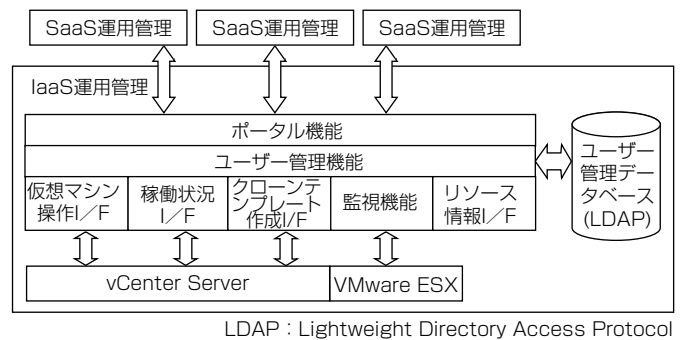 SaaS運用管理 SaaS運用管理 SaaS運用管理
IaaS運用管理
ポータル機能
ユーザー管理機能
仮想マシン
操作I/F
稼働状況
I/F
クローンテ
ンプレート
作成I/F
監視機能
リソース
情報I/F
ユーザー
管理デー
タベース
(LDAP)
vCenter Server
VMware ESX
LDAP：Lightweight Directory Access Protocol